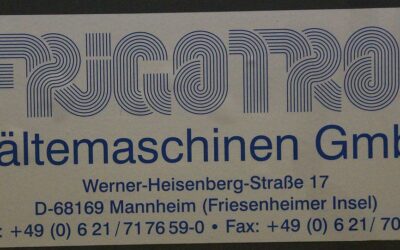 FRIGOTRO
ältemaschinen Gmb
Werner-Heisenberg-Straße 17
D-68169 Mannheim (Friesenheimer Insel)
: +49 (0) 6 21/71 76 59-0 • Fax: +49 (0) 6 21/70